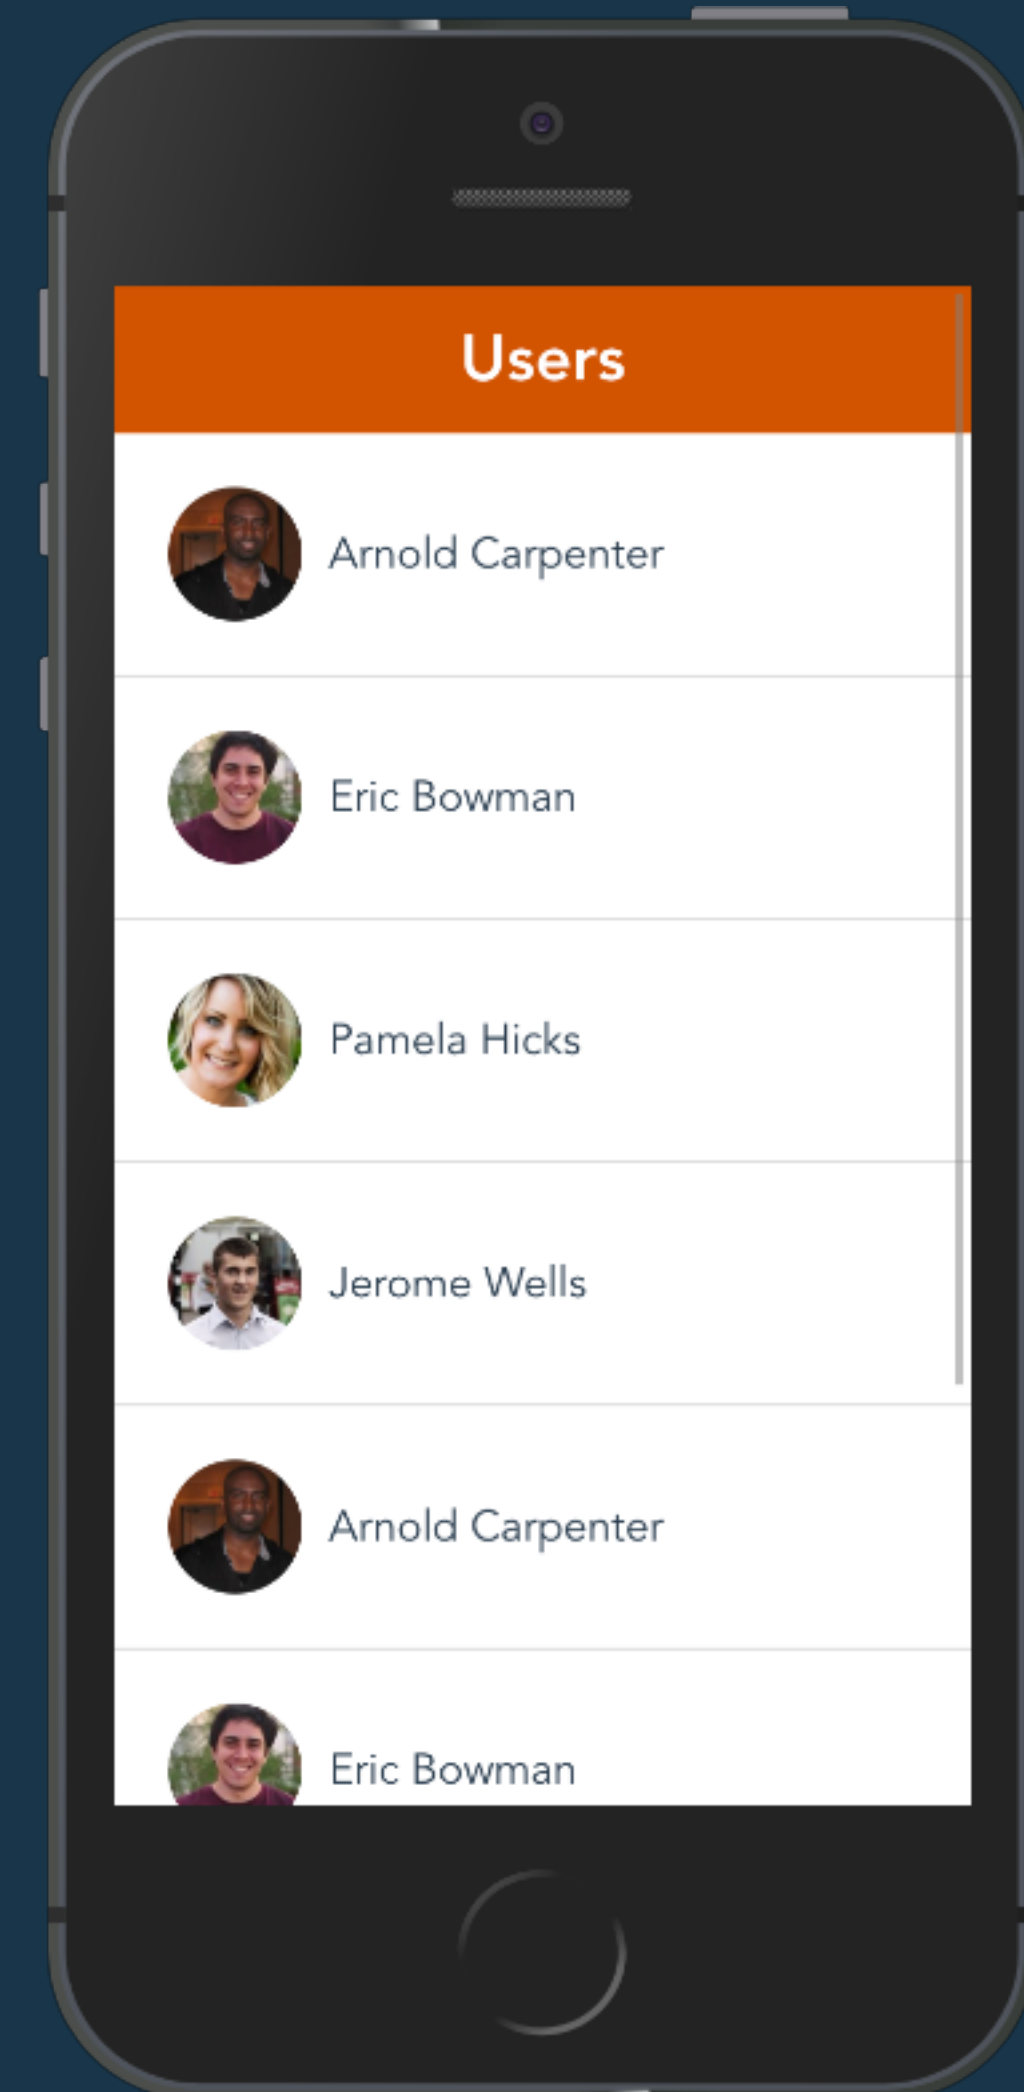 Users
Arnold Carpenter
Eric Bowman
Pamela Hicks
Jerome Wells
Arnold Carpenter
Eric Bowman